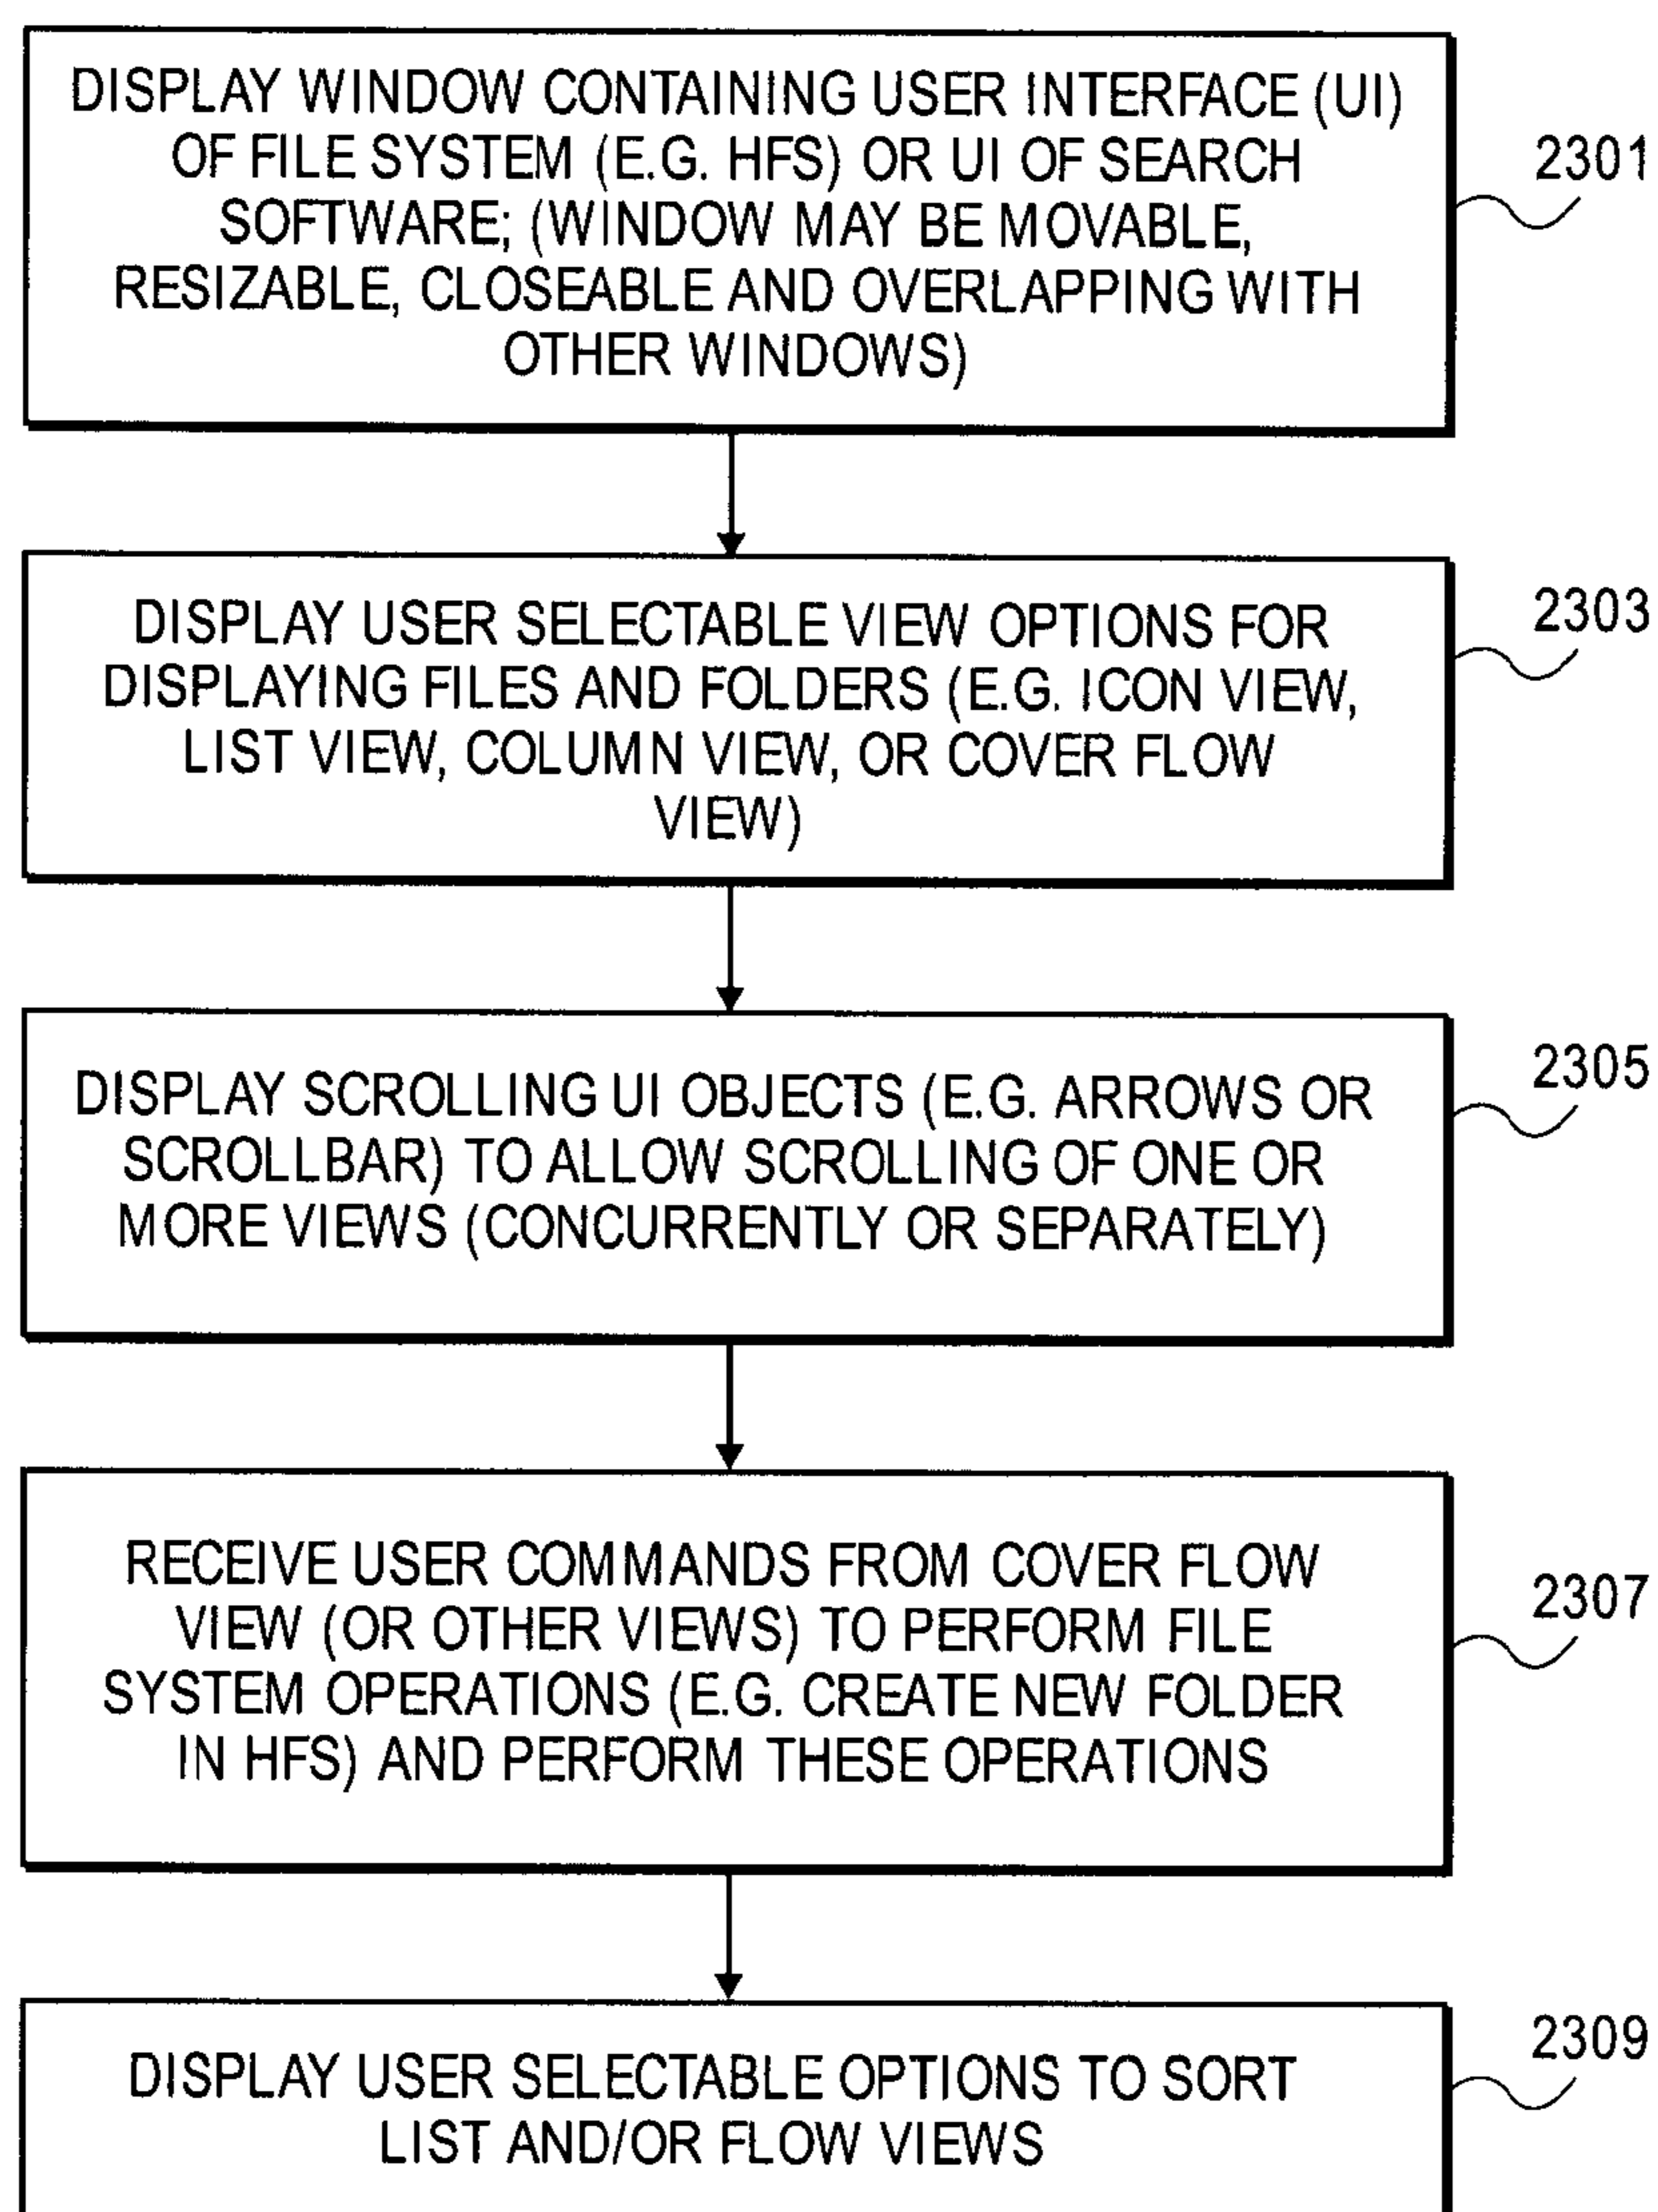 DISPLAY WINDOW CONTAINING USER INTERFACE (UI)
OF FILE SYSTEM (E.G. HFS) OR UI OF SEARCH
SOFTWARE; (WINDOW MAY BE MOVABLE,
RESIZABLE, CLOSEABLE AND OVERLAPPING WITH
OTHER WINDOWS)
2301
DISPLAY USER SELECTABLE VIEW OPTIONS FOR
DISPLAYING FILES AND FOLDERS (E.G. ICON VIEW,
LIST VIEW, COLUMN VIEW, OR COVER FLOW
VIEW)
2303
DISPLAY SCROLLING UI OBJECTS (E.G. ARROWS OR
SCROLLBAR) TO ALLOW SCROLLING OF ONE OR
MORE VIEWS (CONCURRENTLY OR SEPARATELY)
2305
RECEIVE USER COMMANDS FROM COVER FLOW
VIEW (OR OTHER VIEWS) TO PERFORM FILE
SYSTEM OPERATIONS (E.G. CREATE NEW FOLDER
IN HFS) AND PERFORM THESE OPERATIONS
2307
DISPLAY USER SELECTABLE OPTIONS TO SORT
LIST AND/OR FLOW VIEWS
2309